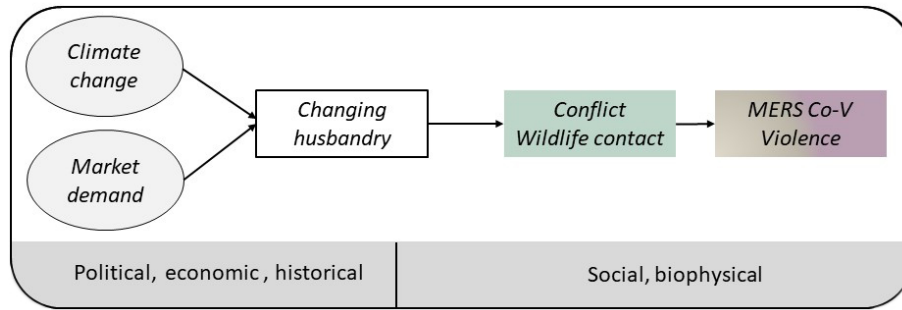 Climate
change
Market
demand
Changing
husbandry
Conflict
Wildlife contact
MERS Co-V
Violence
Political, economic , historical
Social, biophysical